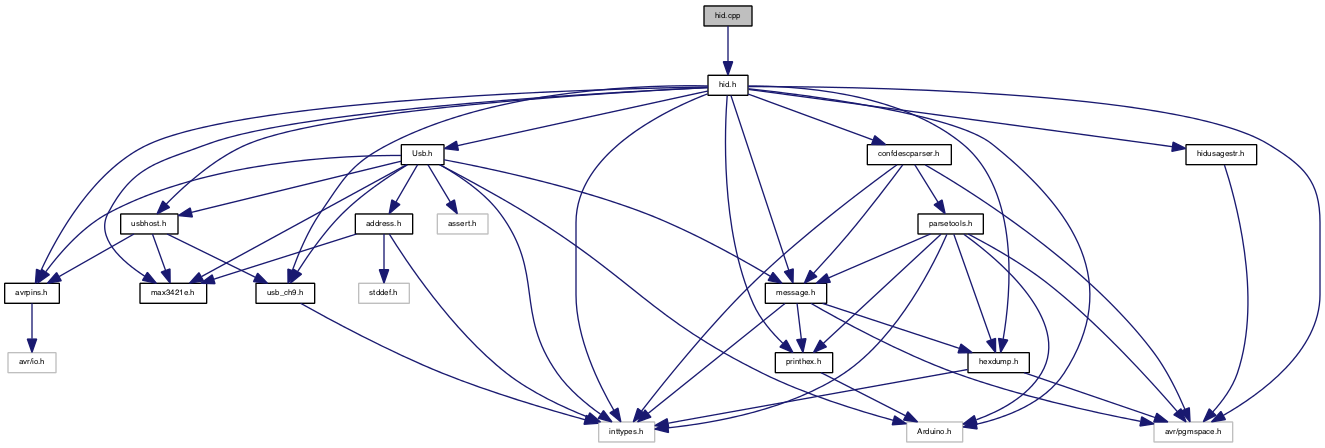 hid.cpp
hid.h
Usb.h
confdescparser.h
hidusagestr.h
usbhost.h
address.h
assert.h
parsetools.h
avrpins.h
max3421e.h
usb_ch9.h
stddef.h
message.h
avr/io.h
printhex.h
hexdump.h
inttypes.h
Arduino.h
avr/pgmspace.h